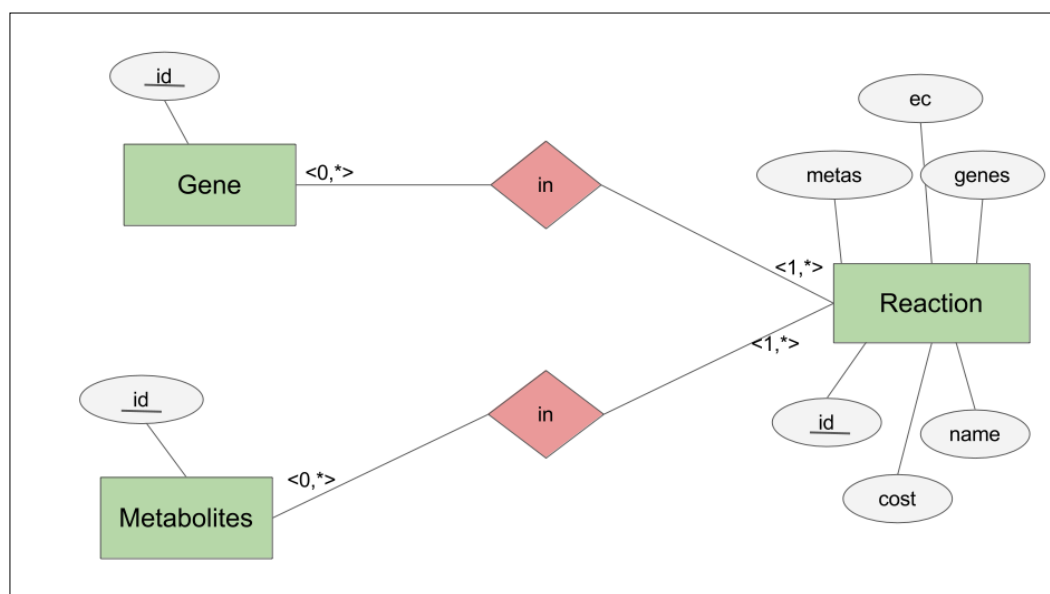 id
ec
Gene
<0,*>
in
metas
genes
<1,*>
Reaction
<1,*>
id
in
id
name
<0,*>
cost
Metabolites